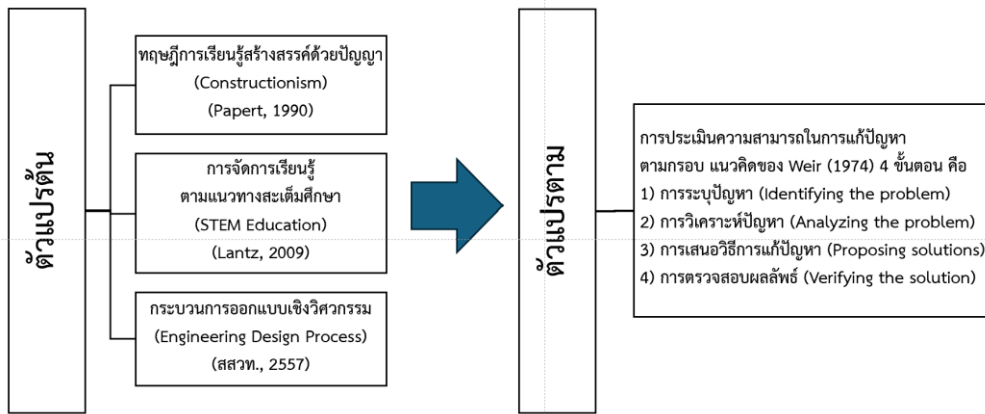 ตัวแปรต้น
ทฤษฎีการเรียนรู้สร้างสรรค์ด้วยปัญญา
(Constructionism)
(Papert, 1990)
การจัดการเรียนรู้
ตามแนวทางสะเต็มศึกษา
(STEM Education)
(Lantz, 2009)
กระบวนการออกแบบเชิงวิศวกรรม
(Engineering Design Process)
(สสวท., 2557)
ตัวแปรตาม
การประเมินความสามารถในการแก้ปัญหา
ตามกรอบ แนวคิดของ Weir (1974) 4 ขั้นตอน คือ
1) การระบุปัญหา (Identifying the problem)
2) การวิเคราะห์ปัญหา (Analyzing the problem)
3) การเสนอวิธีการแก้ปัญหา (Proposing solutions)
4) การตรวจสอบผลลัพธ์ (Verifying the solution)